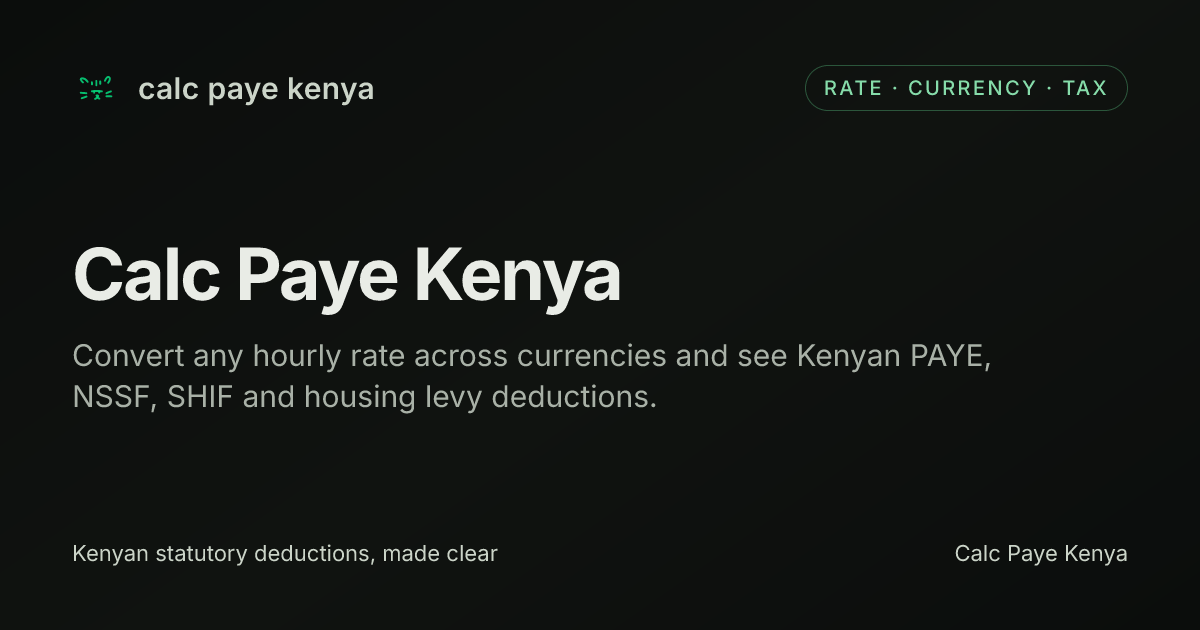 calc paye kenya
RATE · CURRENCY · TAX
Calc Paye Kenya
Convert any hourly rate across currencies and see Kenyan PAYE,
NSSF, SHIF and housing levy deductions.
Kenyan statutory deductions, made clear
Calc Paye Kenya